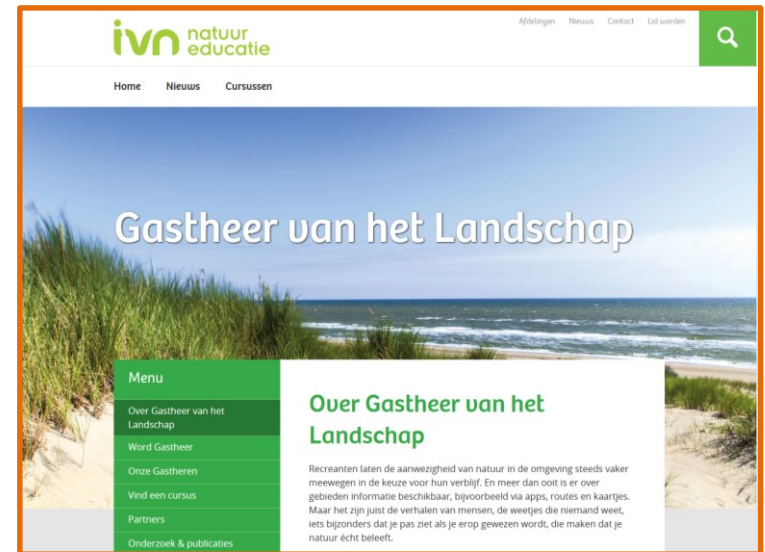 ivn natuur
educatie
Afdelingen Nieuws Contact Lid worden
Home Nieuws Cursussen
Gastheer van het Landschap
Menu
Over Gastheer van het
Landschap
Word Gastheer
Onze Gastheren
Vind een cursus
Partners
Onderzoek & publicaties
Over Gastheer van het
Landschap
Recreanten laten de aanwezigheid van natuur in de omgeving steeds vaker
meewegen in de keuze voor hun verblijf. En meer dan ooit is er over
gebieden informatie beschikbaar, bijvoorbeeld via apps, routes en kaartjes.
Maar het zijn juist de verhalen van mensen, de weetjes die niemand weet,
iets bijzonders dat je pas ziet als je erop gewezen wordt, die maken dat je
natuur écht beleeft.